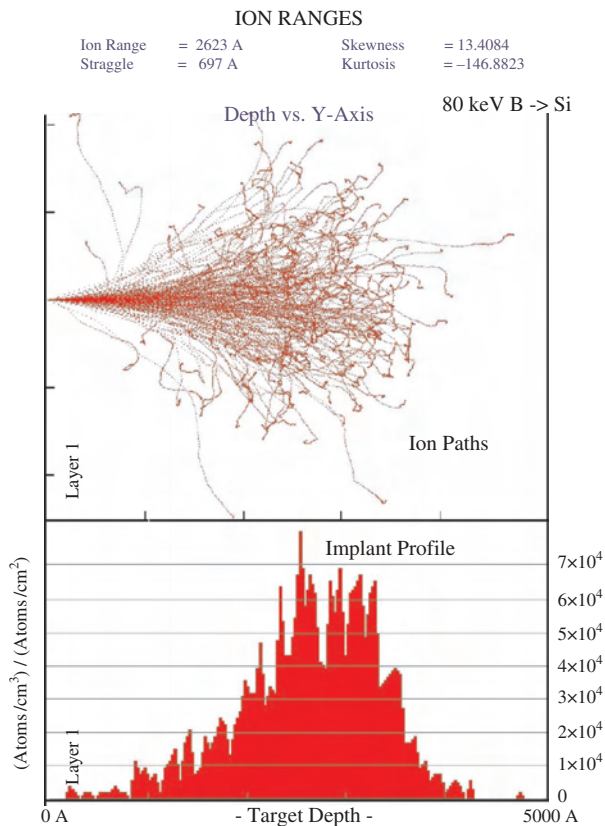 ION RANGES
Ion Range = 2623 A Skewness = 13.4084
Straggle = 697 A Kurtosis = –146.8823
Depth vs. Y-Axis
80 keV B -> Si
Layer 1
Ion Paths
Implant Profile
(Atoms/cm³) / (Atoms/cm²)
Layer 1
7×10⁴
6×10⁴
5×10⁴
4×10⁴
3×10⁴
2×10⁴
1×10⁴
0
0 A - Target Depth - 5000 A